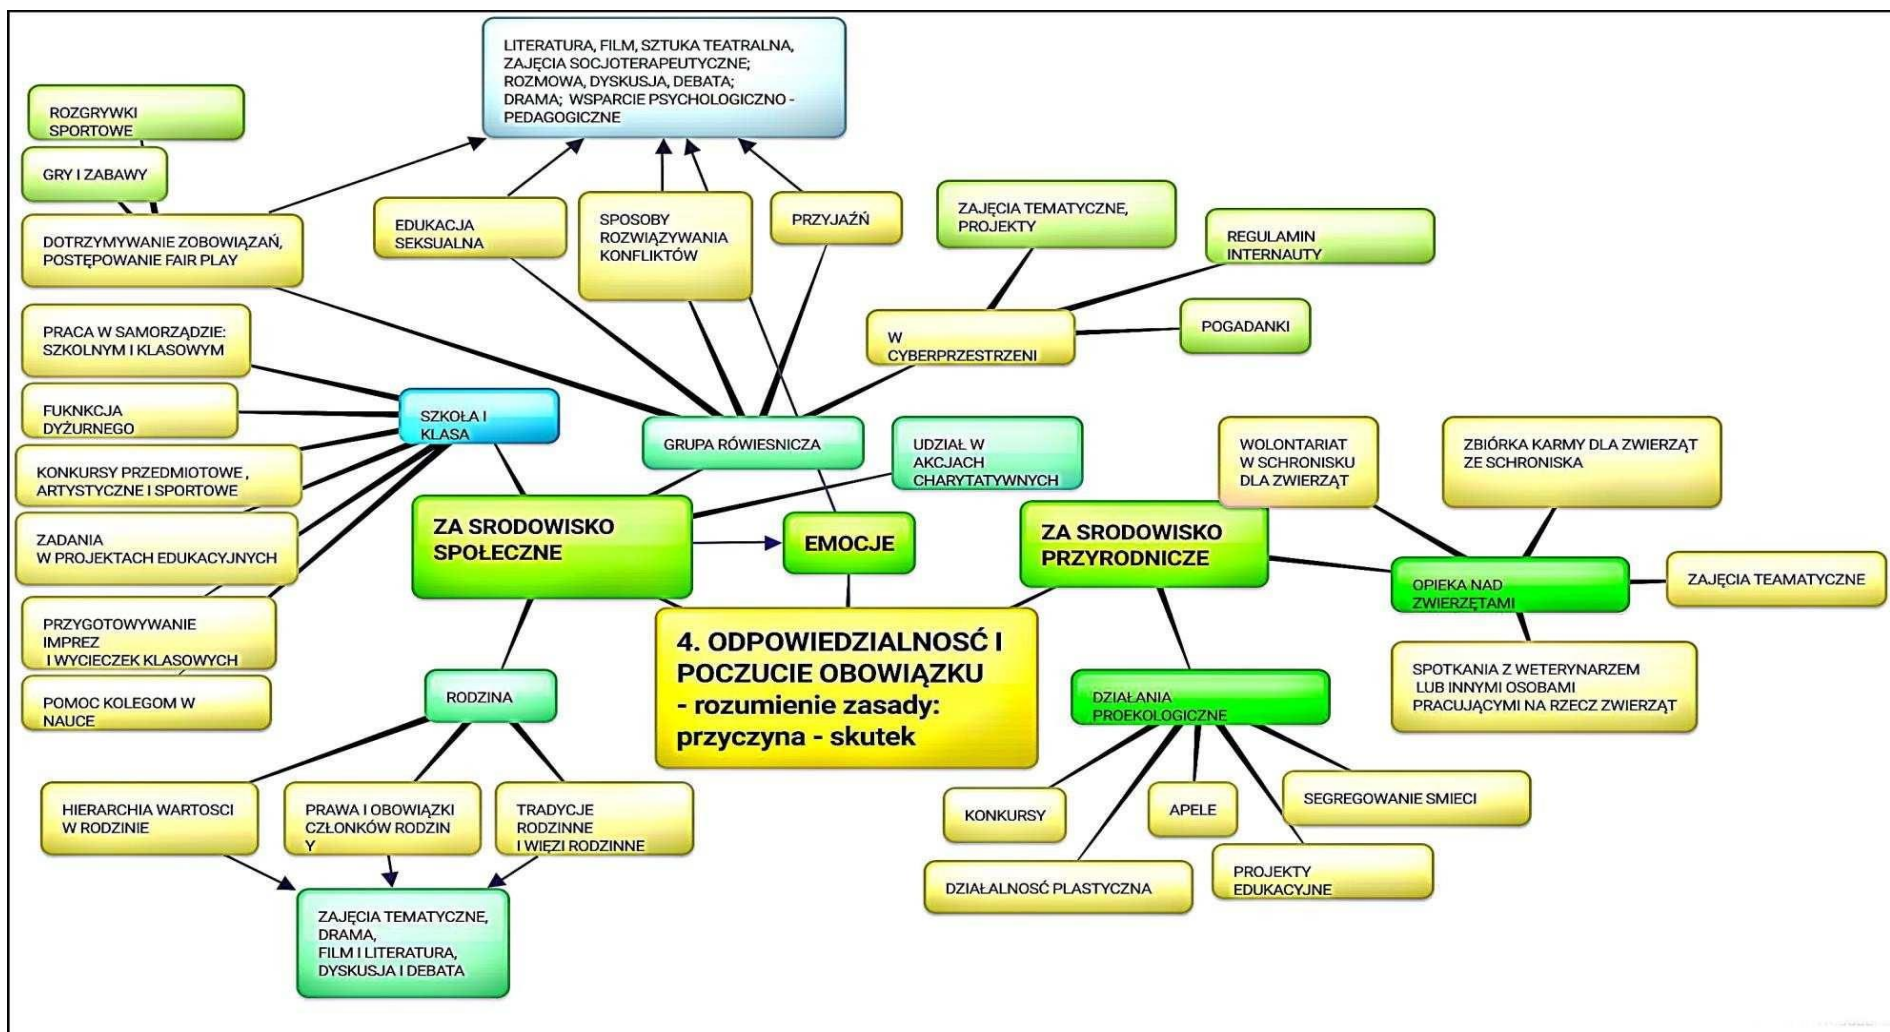 LITERATURA, FILM, SZTUKA TEATRALNA,
ZAJĘCIA SOCJOTERAPEUTYCZNE;
ROZMOWA, DYSKUSJA, DEBATA;
DRAMA; WSPARCIE PSYCHOLOGICZNO -
PEDAGOGICZNE
ROZGRYWKI
SPORTOWE
GRY I ZABAWY
DOTRZYMYWANIE ZOBOWIĄZAŃ,
POSTĘPOWANIE FAIR PLAY
EDUKACJA
SEKSUALNA
SPOSOBY
ROZWIĄZYWANIA
KONFLIKTÓW
PRZYJAŹŃ
ZAJĘCIA TEMATYCZNE,
PROJEKTY
REGULAMIN
INTERNAUTY
POGADANKI
W
CYBERPRZESTRZENI
PRACA W SAMORZĄDZIE:
SZKOLNYM I KLASOWYM
FUKNKCJA
DYŻURNEGO
KONKURSY PRZEDMIOTOWE ,
ARTYSTYCZNE I SPORTOWE
ZADANIA
W PROJEKTACH EDUKACYJNYCH
PRZYGOTOWYWANIE
IMPREZ
I WYCIECZEK KLASOWYCH
POMOC KOLEGOM W
NAUCE
SZKOŁA I
KLASA
GRUPA RÓWIESNICZA
UDZIAŁ W
AKCJACH
CHARYTATYWNYCH
WOLONTARIAT
W SCHRONISKU
DLA ZWIERZĄT
ZBIÓRKA KARMY DLA ZWIERZĄT
ZE SCHRONISKA
ZA SRODOWISKO
SPOŁECZNE
EMOCJE
ZA SRODOWISKO
PRZYRODNICZE
OPIEKA NAD
ZWIERZĘTAMI
ZAJĘCIA TEAMATYCZNE
SPOTKANIA Z WETERYNARZEM
LUB INNYMI OSOBAMI
PRACUJĄCYMI NA RZECZ ZWIERZĄT
4. ODPOWIEDZIALNOSĆ I
POCZUCIE OBOWIĄZKU
- rozumienie zasady:
przyczyna - skutek
RODZINA
DZIAŁANIA
PROEKOLOGICZNE
HIERARCHIA WARTOSCI
W RODZINIE
PRAWA I OBOWIĄZKI
CZŁONKÓW RODZIN
Y
TRADYCJE
RODZINNE
I WIĘZI RODZINNE
KONKURSY
APELE
SEGREGOWANIE SMIECI
DZIAŁALNOSĆ PLASTYCZNA
PROJEKTY
EDUKACYJNE
ZAJĘCIA TEMATYCZNE,
DRAMA,
FILM I LITERATURA,
DYSKUSJA I DEBATA